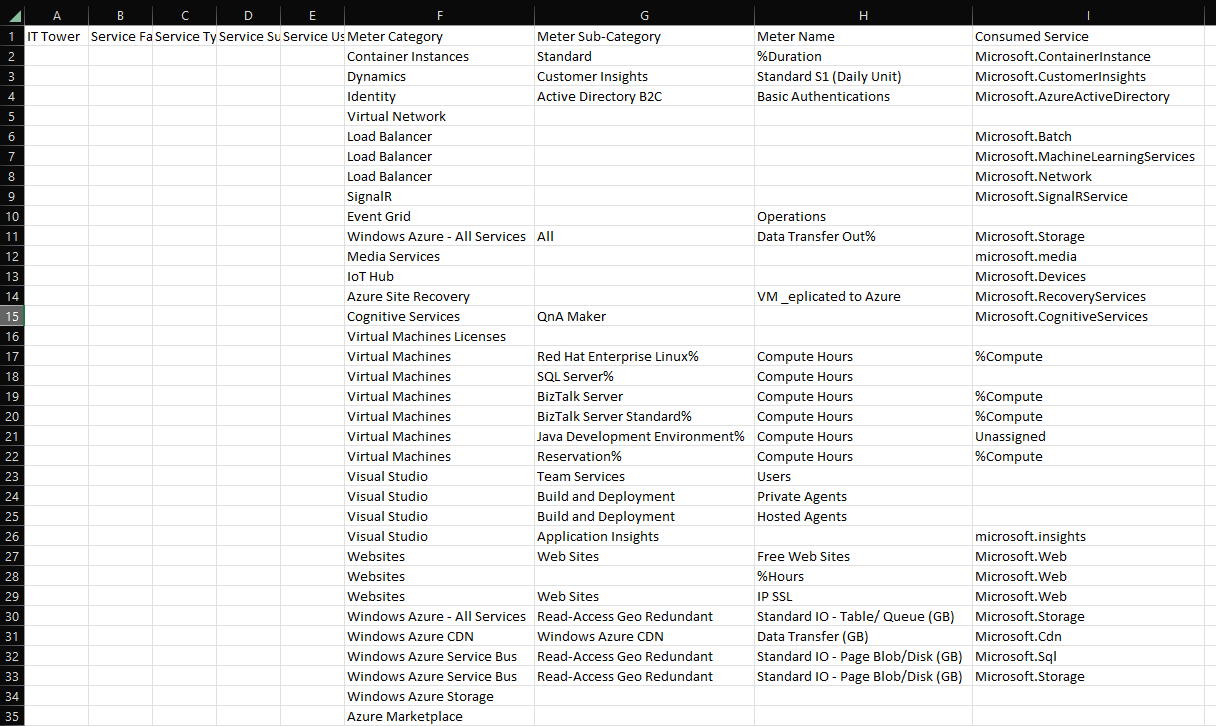 A B C D E F G H I
1 IT Tower Service Fa Service Ty Service Su Service Us Meter Category Meter Sub-Category Meter Name Consumed Service
2 Container Instances Standard %Duration Microsoft.ContainerInstance
3 Dynamics Customer Insights Standard S1 (Daily Unit) Microsoft.CustomerInsights
4 Identity Active Directory B2C Basic Authentications Microsoft.AzureActiveDirectory
5 Virtual Network
6 Load Balancer Microsoft.Batch
7 Load Balancer Microsoft.MachineLearningServices
8 Load Balancer Microsoft.Network
9 SignalR Microsoft.SignalRService
10 Event Grid Operations
11 Windows Azure - All Services All Data Transfer Out% Microsoft.Storage
12 Media Services microsoft.media
13 IoT Hub Microsoft.Devices
14 Azure Site Recovery VM _eplicated to Azure Microsoft.RecoveryServices
15 Cognitive Services QnA Maker Microsoft.CognitiveServices
16 Virtual Machines Licenses
17 Virtual Machines Red Hat Enterprise Linux% Compute Hours %Compute
18 Virtual Machines SQL Server% Compute Hours
19 Virtual Machines BizTalk Server Compute Hours %Compute
20 Virtual Machines BizTalk Server Standard% Compute Hours %Compute
21 Virtual Machines Java Development Environment% Compute Hours Unassigned
22 Virtual Machines Reservation% Compute Hours %Compute
23 Visual Studio Team Services Users
24 Visual Studio Build and Deployment Private Agents
25 Visual Studio Build and Deployment Hosted Agents
26 Visual Studio Application Insights microsoft.insights
27 Websites Web Sites Free Web Sites Microsoft.Web
28 Websites %Hours Microsoft.Web
29 Websites Web Sites IP SSL Microsoft.Web
30 Windows Azure - All Services Read-Access Geo Redundant Standard IO - Table/ Queue (GB) Microsoft.Storage
31 Windows Azure CDN Windows Azure CDN Data Transfer (GB) Microsoft.Cdn
32 Windows Azure Service Bus Read-Access Geo Redundant Standard IO - Page Blob/Disk (GB) Microsoft.Sql
33 Windows Azure Service Bus Read-Access Geo Redundant Standard IO - Page Blob/Disk (GB) Microsoft.Storage
34 Windows Azure Storage
35 Azure Marketplace